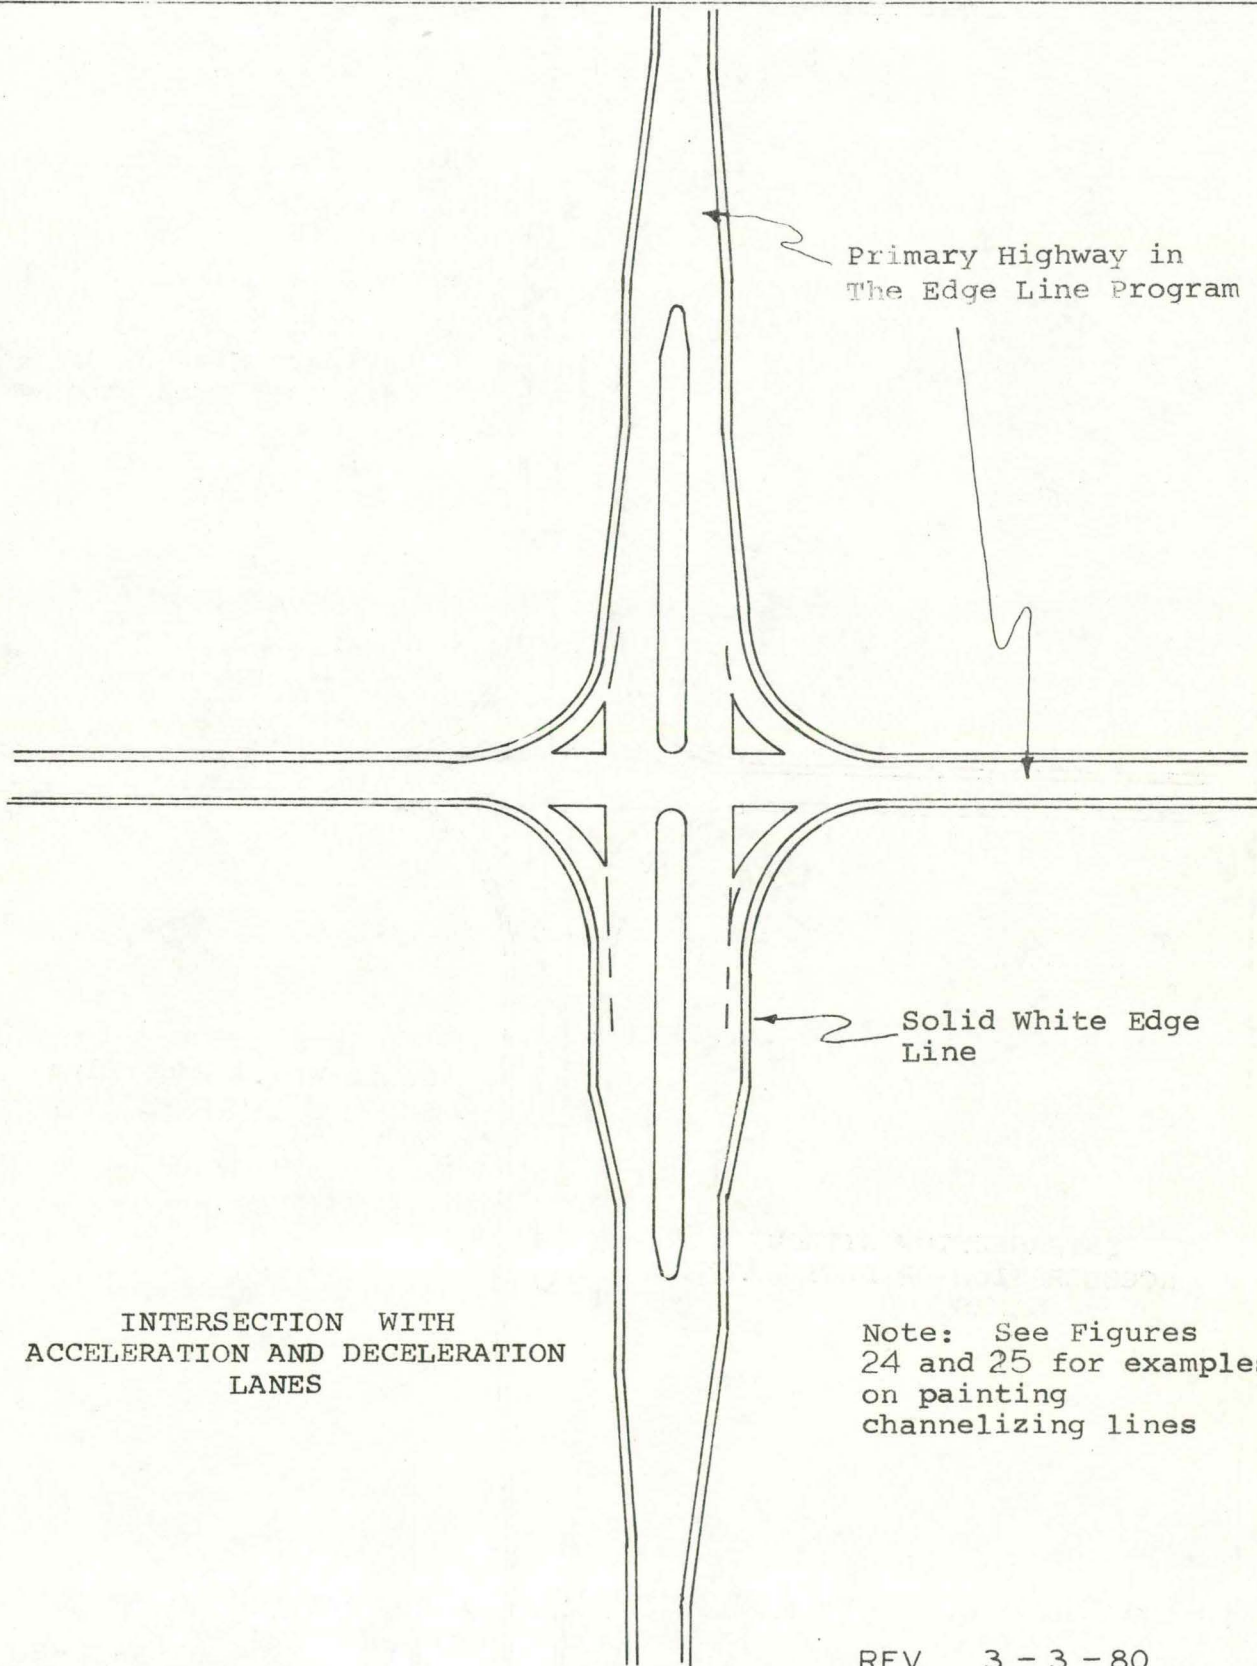 Primary Highway in
The Edge Line Program
Solid White Edge
Line
INTERSECTION WITH
ACCELERATION AND DECELERATION
LANES
Note: See Figures
24 and 25 for examples
on painting
channelizing lines
REV 3-3-80